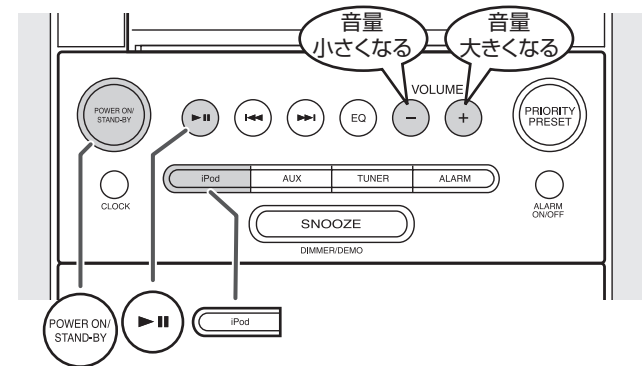 音量
小さくなる
音量
大きくなる
VOLUME
POWER ON/
STAND-BY
EQ
−
+
PRIORITY
PRESET
CLOCK
iPod
AUX
TUNER
ALARM
ALARM
ON/OFF
SNOOZE
DIMMER/DEMO
POWER ON/
STAND-BY
iPod